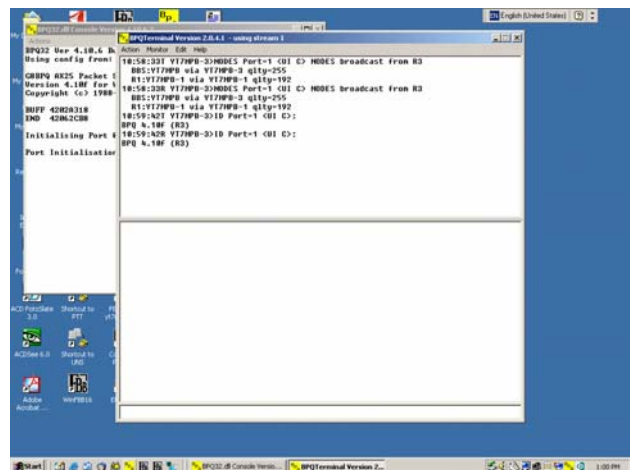 English (United States)
BPQ32.dll Console Version
BPQTerminal Version 2.0.4.1 - using stream 1
Actions
Action Monitor Edit Help
BPQ32 Ver 4.10.6
Using config from:
G8BPQ AX25 Packet
Version 4.10f for
Copyright (c) 1988-
BUFF 4202A318
END 42062CD8
Initialising Port
Port Initialisation
10:58:33T YT7MPB-3>NODES Port=1 <UI C> NODES broadcast from R3
BBS:YT7MPB via YT7MPB-3 qlty=255
R1:YT7MPB-1 via YT7MPB-1 qlty=192
10:58:33R YT7MPB-3>NODES Port=1 <UI C> NODES broadcast from R3
BBS:YT7MPB via YT7MPB-3 qlty=255
R1:YT7MPB-1 via YT7MPB-1 qlty=192
10:59:42T YT7MPB-3>ID Port=1 <UI C>:
BPQ 4.10f (R3)
10:59:42R YT7MPB-3>ID Port=1 <UI C>:
BPQ 4.10f (R3)
ACD FotoSlate
3.0
Shortcut to
PTT
ACDSee 6.0
Shortcut to
UNS
Adobe
Acrobat ...
WinFBB16
Start
BPQ32.dll Console Versio...
BPQTerminal Version 2...
1:00 PM